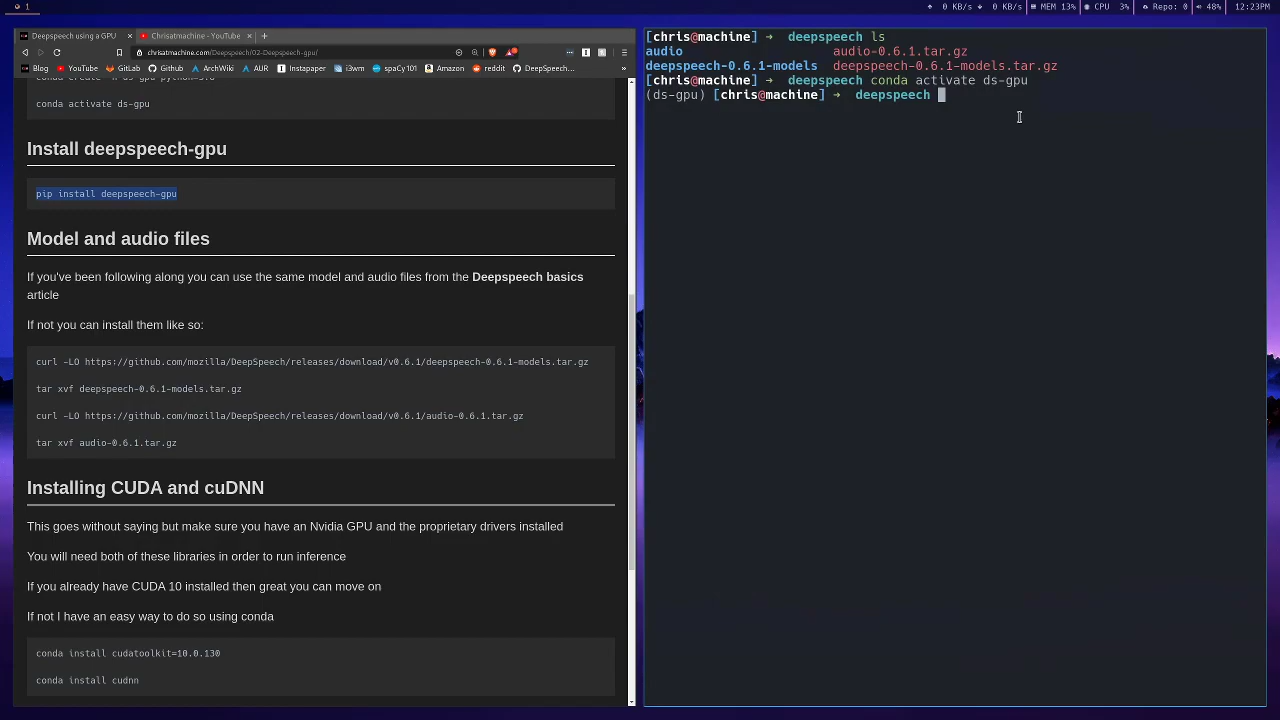 1
0 KB/s 0 KB/s MEM 13% CPU 3% Repo: 0 48% 12:23PM
Deepspeech using a GPU × Chrisatmachine - YouTube × +
chrisatmachine.com/Deepspeech/02-Deepspeech-gpu/
Blog YouTube GitLab GitHub ArchWiki AUR Instapaper i3wm spaCy101 Amazon reddit DeepSpeech...
conda activate ds-gpu
Install deepspeech-gpu
pip install deepspeech-gpu
Model and audio files
If you've been following along you can use the same model and audio files from the Deepspeech basics
article
If not you can install them like so:
curl -LO https://github.com/mozilla/DeepSpeech/releases/download/v0.6.1/deepspeech-0.6.1-models.tar.gz
tar xvf deepspeech-0.6.1-models.tar.gz
curl -LO https://github.com/mozilla/DeepSpeech/releases/download/v0.6.1/audio-0.6.1.tar.gz
tar xvf audio-0.6.1.tar.gz
Installing CUDA and cuDNN
This goes without saying but make sure you have an Nvidia GPU and the proprietary drivers installed
You will need both of these libraries in order to run inference
If you already have CUDA 10 installed then great you can move on
If not I have an easy way to do so using conda
conda install cudatoolkit=10.0.130
conda install cudnn
[chris@machine] → deepspeech ls
audio audio-0.6.1.tar.gz
deepspeech-0.6.1-models deepspeech-0.6.1-models.tar.gz
[chris@machine] → deepspeech conda activate ds-gpu
(ds-gpu) [chris@machine] → deepspeech